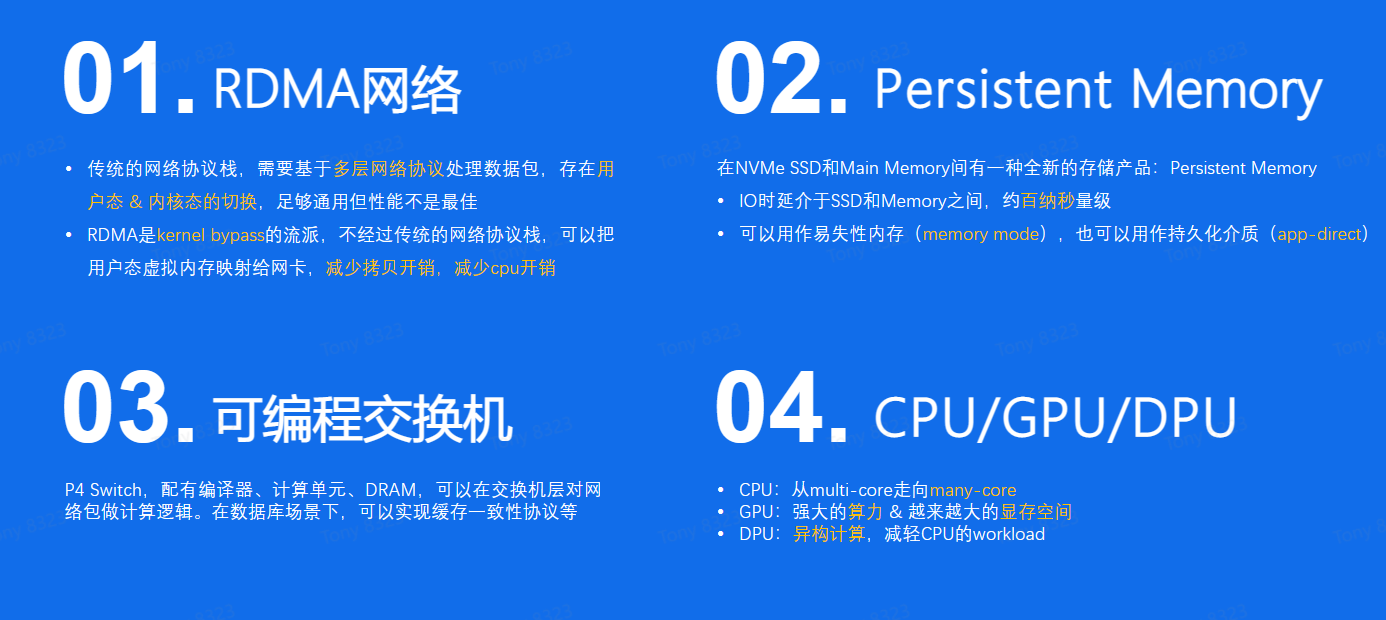 01. RDMA网络
• 传统的网络协议栈，需要基于多层网络协议处理数据包，存在用
户态 & 内核态的切换，足够通用但性能不是最佳
• RDMA是kernel bypass的流派，不经过传统的网络协议栈，可以把
用户态虚拟内存映射给网卡，减少拷贝开销，减少cpu开销
02. Persistent Memory
在NVMe SSD和Main Memory间有一种全新的存储产品：Persistent Memory
• IO时延介于SSD和Memory之间，约百纳秒量级
• 可以用作易失性内存（memory mode），也可以用作持久化介质（app-direct）
03. 可编程交换机
P4 Switch，配有编译器、计算单元、DRAM，可以在交换机层对网
络包做计算逻辑。在数据库场景下，可以实现缓存一致性协议等
04. CPU/GPU/DPU
• CPU：从multi-core走向many-core
• GPU：强大的算力 & 越来越大的显存空间
• DPU：异构计算，减轻CPU的workload
Tony 8323